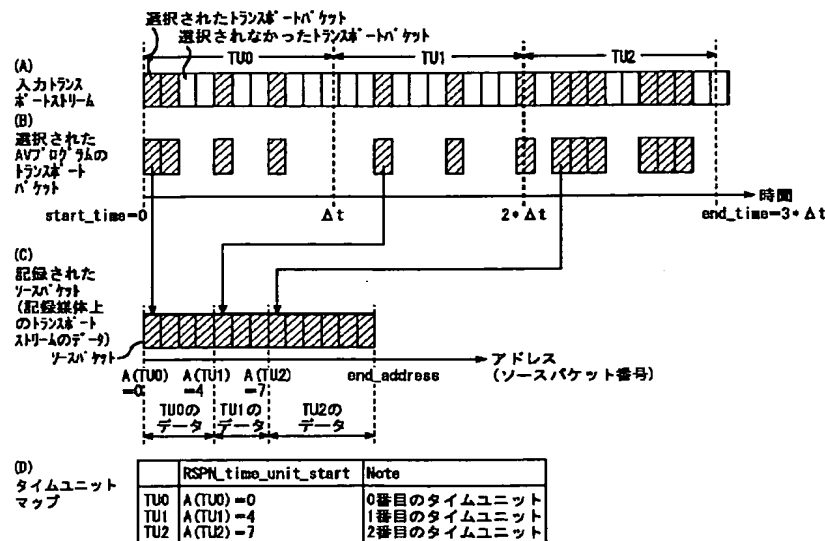 選択されたトランスポートパケット
選択されなかったトランスポートパケット
TU0 TU1 TU2
(A)
入力トランス
ポートストリーム
(B)
選択された
AVプログラムの
トランスポート
パケット
時間
start_time=0 Δt 2*Δt end_time=3*Δt
(C)
記録された
ソースパケット
(記録媒体上
のトランスポート
ストリームのデータ)
ソースパケット
アドレス
(ソースパケット番号)
A(TU0) A(TU1) A(TU2) end_address
=0 =4 =7
TU0の TU1の TU2の
データ データ データ
(D)
タイムユニット
マップ
RSPN_time_unit_start Note
TU0 A(TU0)=0 0番目のタイムユニット
TU1 A(TU1)=4 1番目のタイムユニット
TU2 A(TU2)=7 2番目のタイムユニット